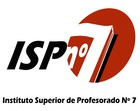 ISP nº 7
Instituto Superior de Profesorado Nº 7